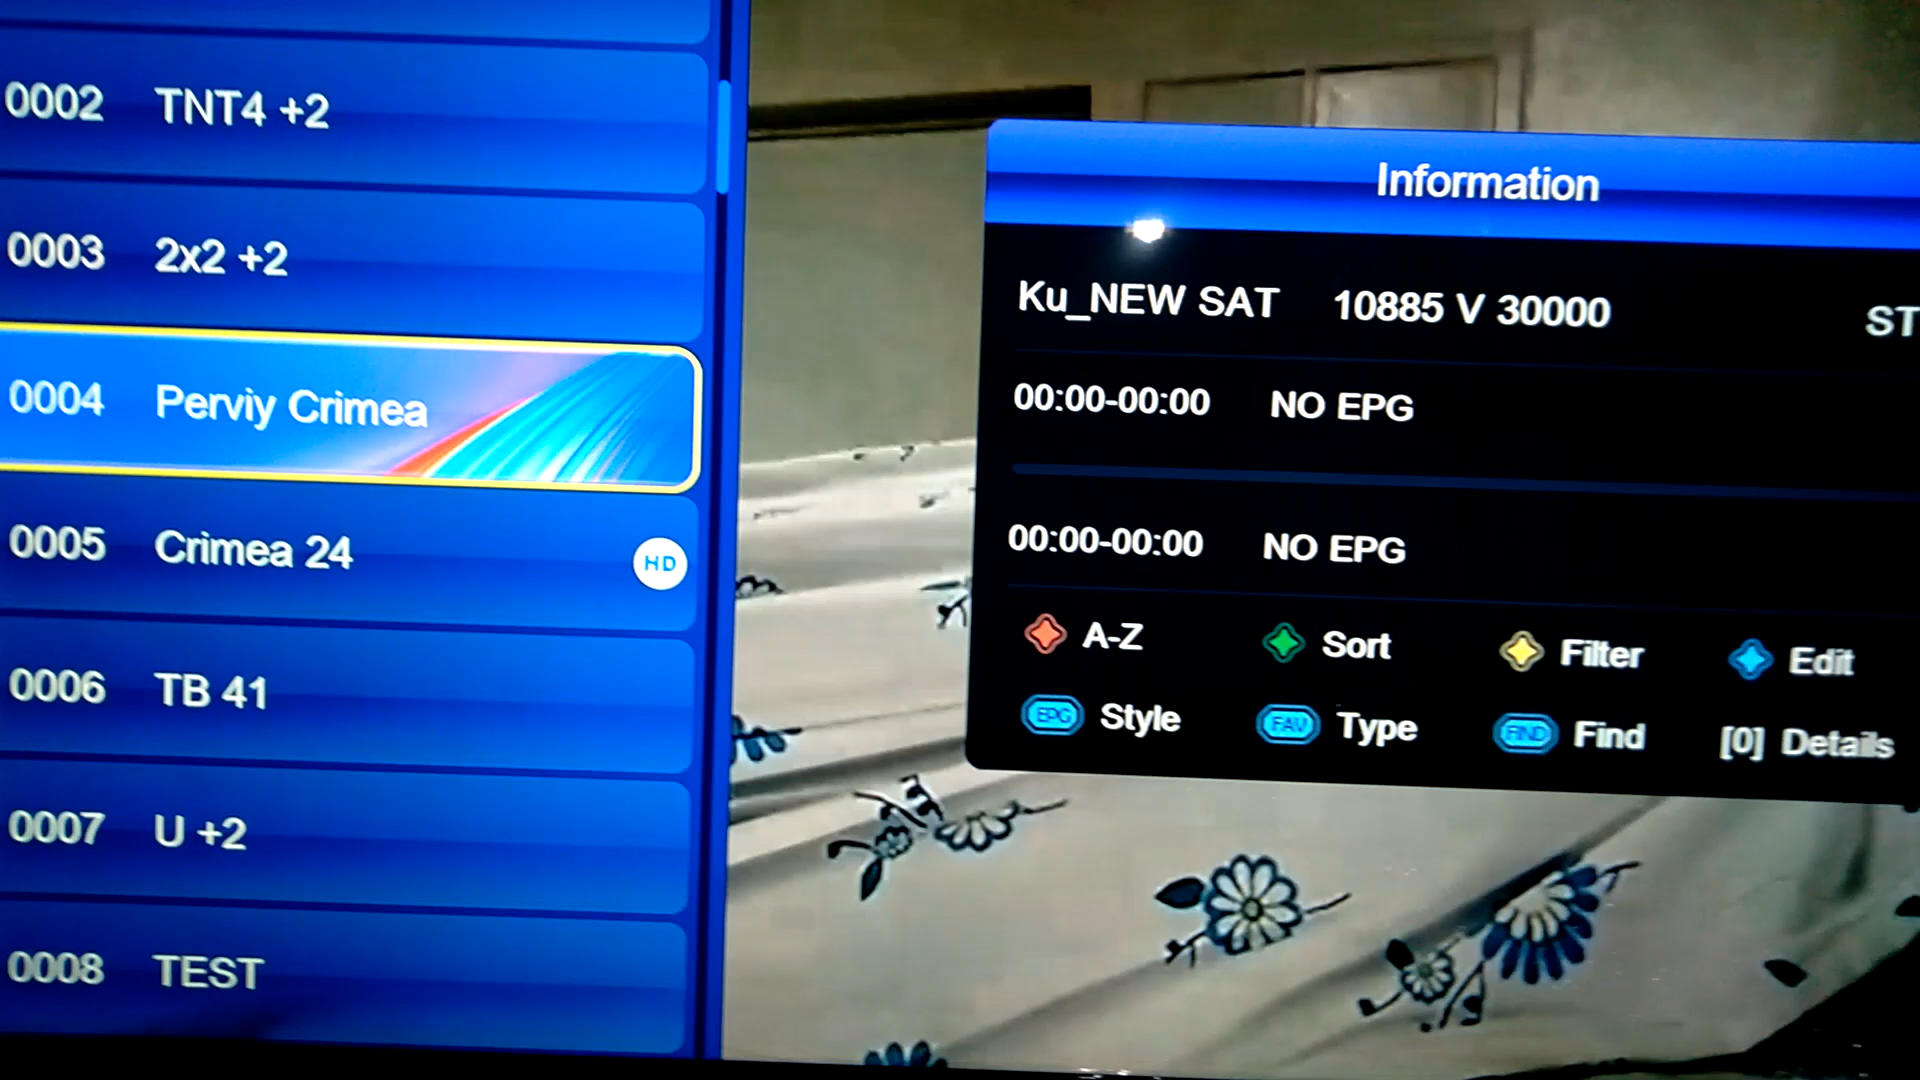 0002 TNT4 +2
0003 2x2 +2
0004 Perviy Crimea
0005 Crimea 24 HD
0006 TB 41
0007 U +2
0008 TEST
Information
Ku_NEW SAT 10885 V 30000 ST
00:00-00:00 NO EPG
00:00-00:00 NO EPG
A-Z Sort Filter Edit
EPG Style FAV Type FIND Find [0] Details